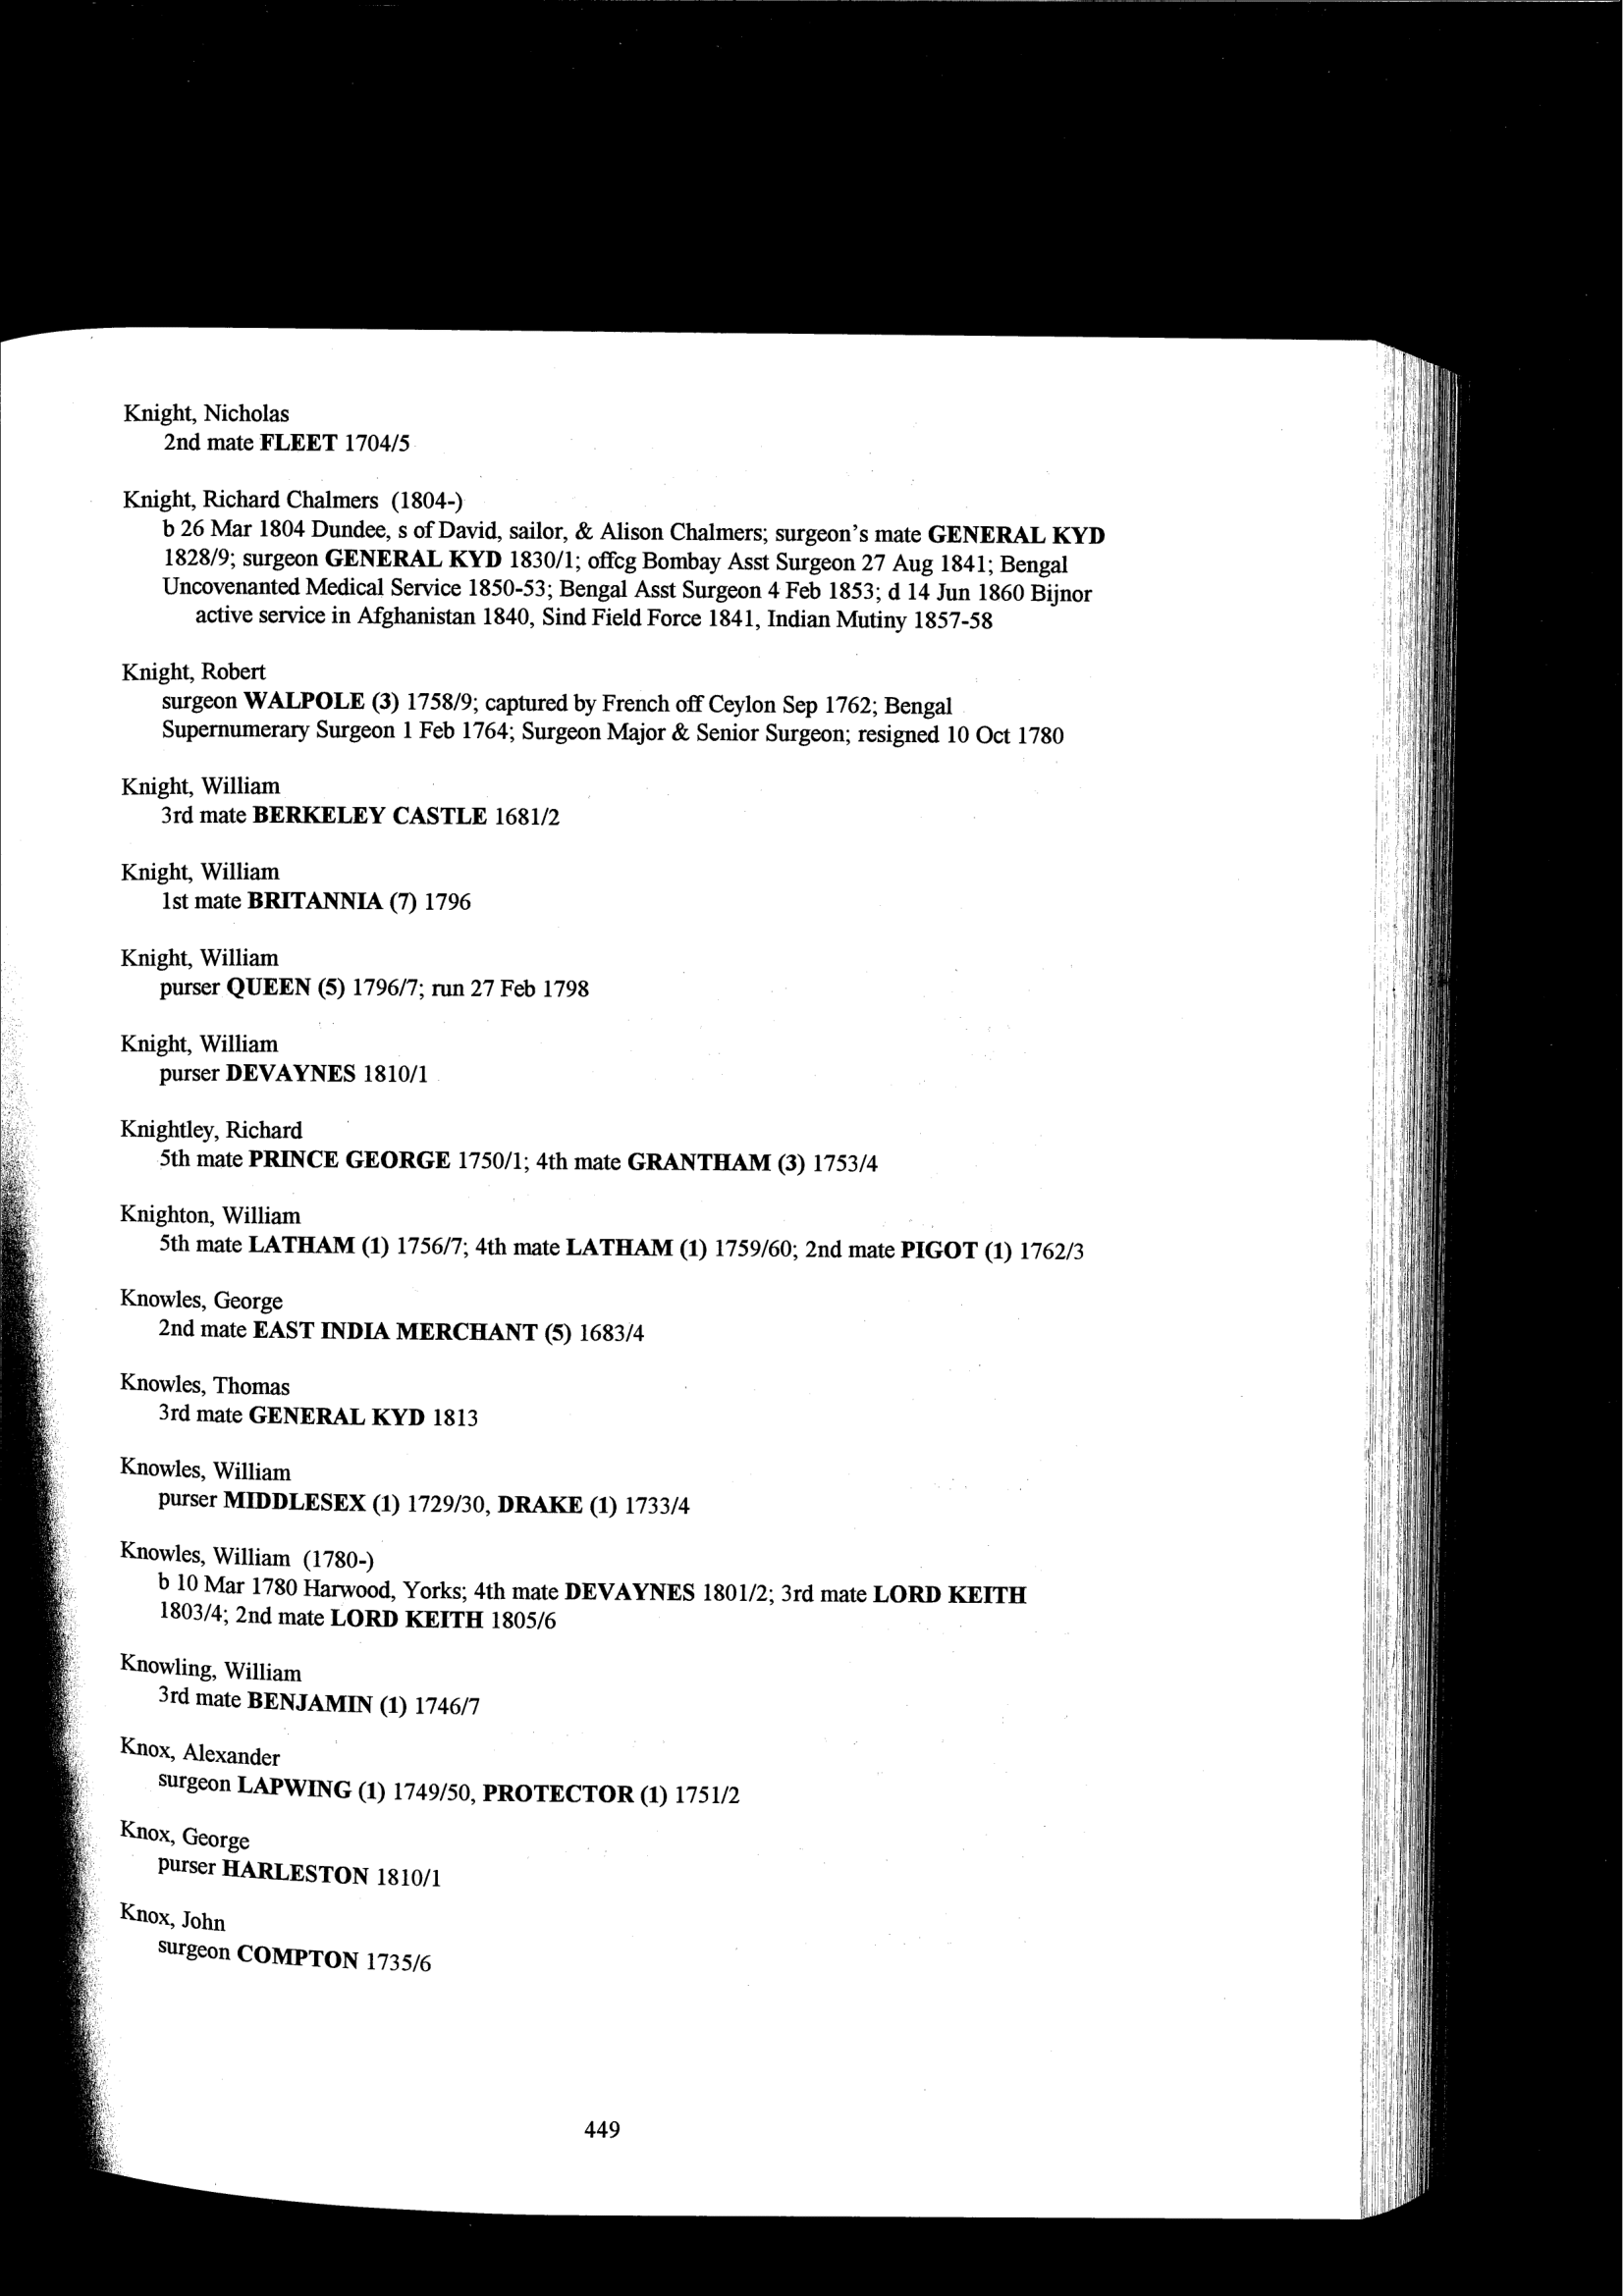 Knight, Nicholas
2nd mate FLEET 1704/5
Knight, Richard Chalmers (1804-)
b 26 Mar 1804 Dundee, s of David, sailor, & Alison Chalmers; surgeon's mate GENERAL KYD
1828/9; surgeon GENERAL KYD 1830/1; offcg Bombay Asst Surgeon 27 Aug 1841; Bengal
Uncovenanted Medical Service 1850-53; Bengal Asst Surgeon 4 Feb 1853; d 14 Jun 1860 Bijnor
active service in Afghanistan 1840, Sind Field Force 1841, Indian Mutiny 1857-58
Knight, Robert
surgeon WALPOLE (3) 1758/9; captured by French off Ceylon Sep 1762; Bengal
Supernumerary Surgeon 1 Feb 1764; Surgeon Major & Senior Surgeon; resigned 10 Oct 1780
Knight, William
3rd mate BERKELEY CASTLE 1681/2
Knight, William
1st mate BRITANNIA (7) 1796
Knight, William
purser QUEEN (5) 1796/7; run 27 Feb 1798
Knight, William
purser DEVAYNES 1810/1
Knightley, Richard
5th mate PRINCE GEORGE 1750/1; 4th mate GRANTHAM (3) 1753/4
Knighton, William
5th mate LATHAM (1) 1756/7; 4th mate LATHAM (1) 1759/60; 2nd mate PIGOT (1) 1762/3
Knowles, George
2nd mate EAST INDIA MERCHANT (5) 1683/4
Knowles, Thomas
3rd mate GENERAL KYD 1813
Knowles, William
purser MIDDLESEX (1) 1729/30, DRAKE (1) 1733/4
Knowles, William (1780-)
b 10 Mar 1780 Harwood, Yorks; 4th mate DEVAYNES 1801/2; 3rd mate LORD KEITH
1803/4; 2nd mate LORD KEITH 1805/6
Knowling, William
3rd mate BENJAMIN (1) 1746/7
Knox, Alexander
surgeon LAPWING (1) 1749/50, PROTECTOR (1) 1751/2
Knox, George
purser HARLESTON 1810/1
Knox, John
surgeon COMPTON 1735/6
449